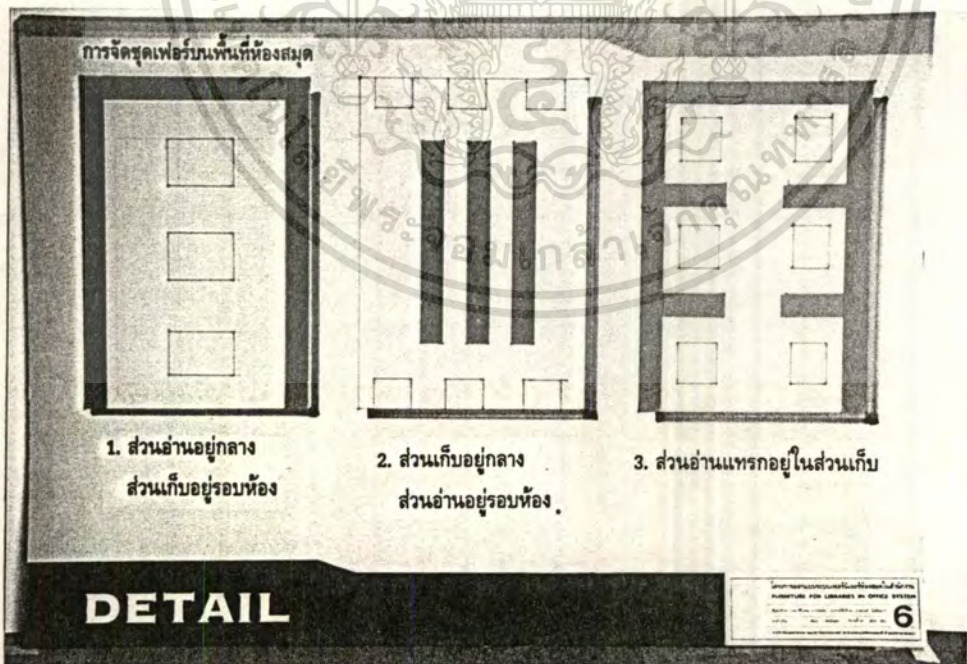 การจัดชุดเฟอร์บนพื้นที่ห้องสมุด
1. ส่วนอ่านอยู่กลาง
ส่วนเก็บอยู่รอบห้อง
2. ส่วนเก็บอยู่กลาง
ส่วนอ่านอยู่รอบห้อง
3. ส่วนอ่านแทรกอยู่ในส่วนเก็บ
DETAIL
FURNITURE FOR LIBRARIES IN OFFICE SYSTEM
6